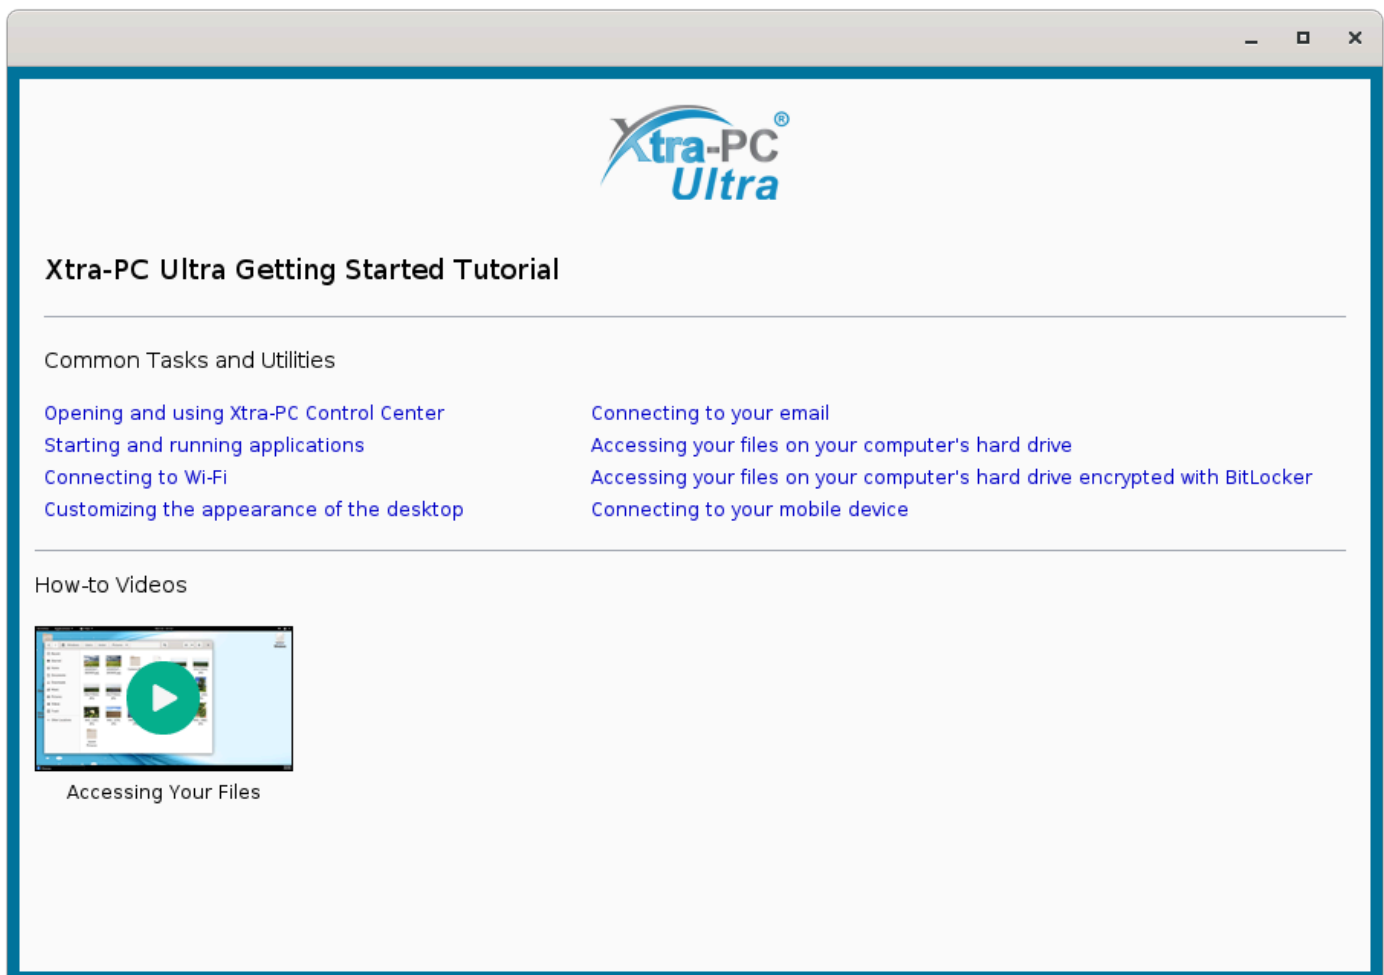 Xtra-PC®
Ultra
Xtra-PC Ultra Getting Started Tutorial
Common Tasks and Utilities
Opening and using Xtra-PC Control Center
Starting and running applications
Connecting to Wi-Fi
Customizing the appearance of the desktop
Connecting to your email
Accessing your files on your computer's hard drive
Accessing your files on your computer's hard drive encrypted with BitLocker
Connecting to your mobile device
How-to Videos
Accessing Your Files